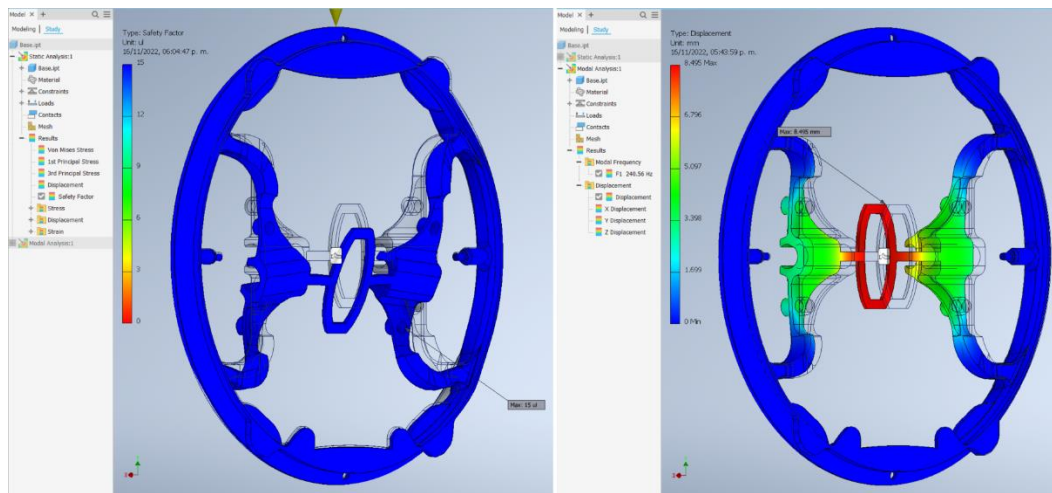 Model × +
Modeling | Study
Base.ipt
Static Analysis:1
Base.ipt
Material
Constraints
Loads
Contacts
Mesh
Results
Von Mises Stress
1st Principal Stress
3rd Principal Stress
Displacement
Safety Factor
Stress
Displacement
Strain
Modal Analysis:1
Type: Safety Factor
Unit: ul
15/11/2022, 06:04:47 p. m.
15
12
9
6
3
0
Max: 15 ul
Model × +
Modeling | Study
Base.ipt
Static Analysis:1
Modal Analysis:1
Base.ipt
Material
Constraints
Loads
Contacts
Mesh
Results
Modal Frequency
F1 240.56 Hz
Displacement
Displacement
X Displacement
Y Displacement
Z Displacement
Type: Displacement
Unit: mm
15/11/2022, 05:43:59 p. m.
8.495 Max
6.796
5.097
3.398
1.699
0 Min
Max: 8.495 mm